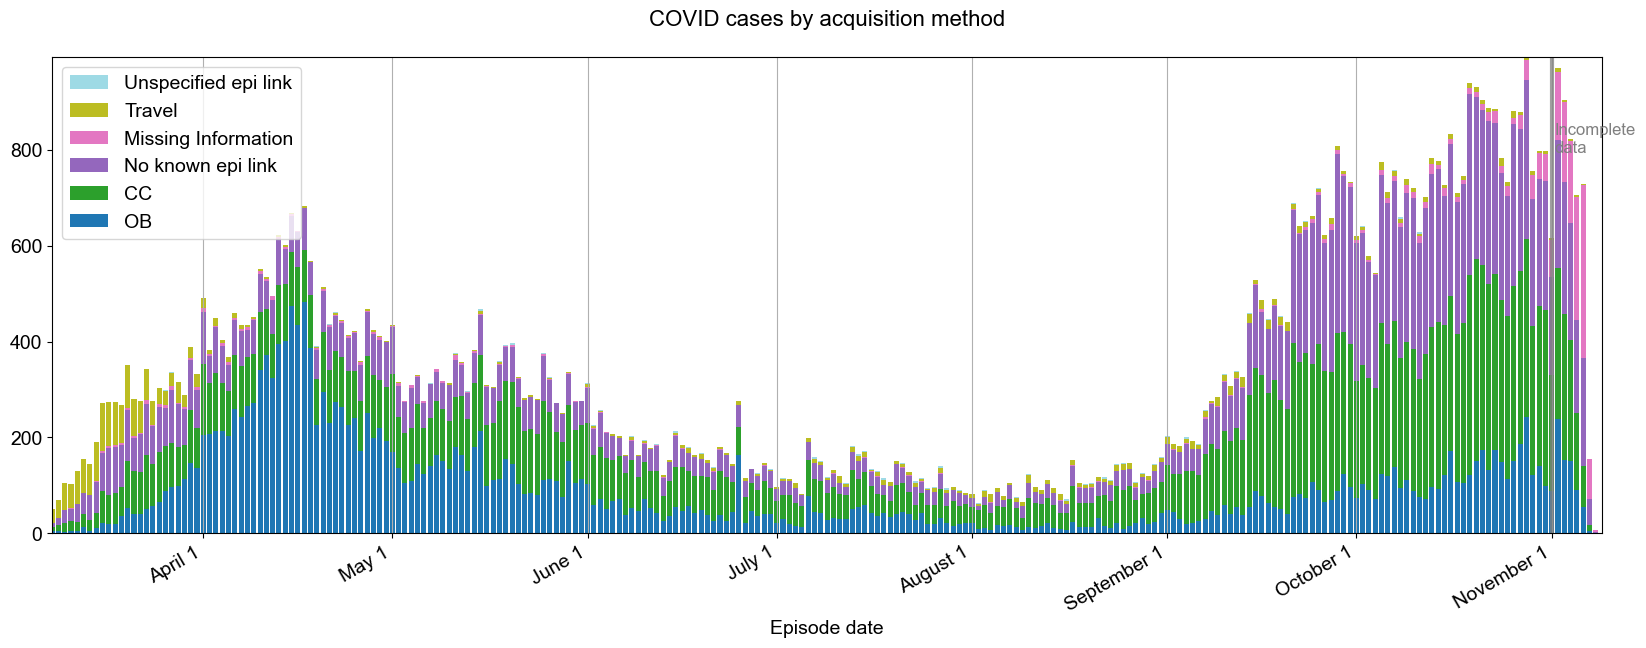 COVID cases by acquisition method
Unspecified epi link
Travel
Missing Information
No known epi link
CC
OB
Incomplete
data
800
600
400
200
0
April 1
May 1
June 1
July 1
August 1
September 1
October 1
November 1
Episode date